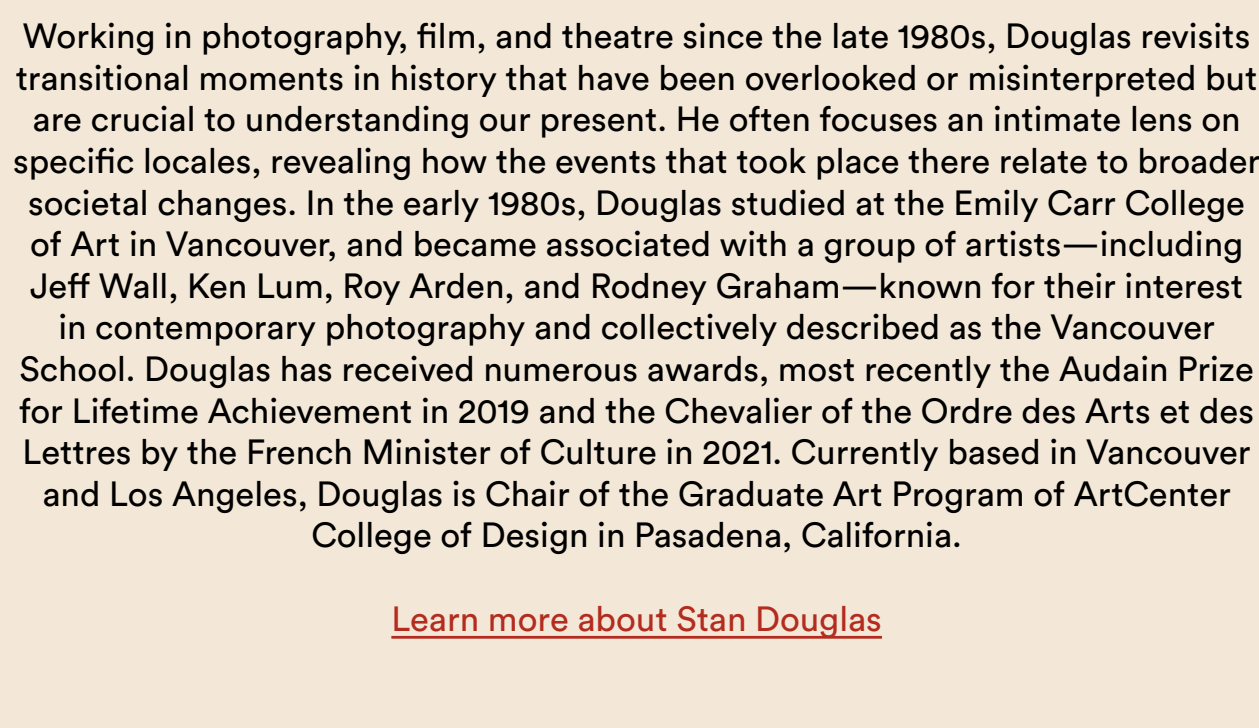 Working in photography, film, and theatre since the late 1980s, Douglas revisits
transitional moments in history that have been overlooked or misinterpreted but
are crucial to understanding our present. He often focuses an intimate lens on
specific locales, revealing how the events that took place there relate to broader
societal changes. In the early 1980s, Douglas studied at the Emily Carr College
of Art in Vancouver, and became associated with a group of artists—including
Jeff Wall, Ken Lum, Roy Arden, and Rodney Graham—known for their interest
in contemporary photography and collectively described as the Vancouver
School. Douglas has received numerous awards, most recently the Audain Prize
for Lifetime Achievement in 2019 and the Chevalier of the Ordre des Arts et des
Lettres by the French Minister of Culture in 2021. Currently based in Vancouver
and Los Angeles, Douglas is Chair of the Graduate Art Program of ArtCenter
College of Design in Pasadena, California.
Learn more about Stan Douglas